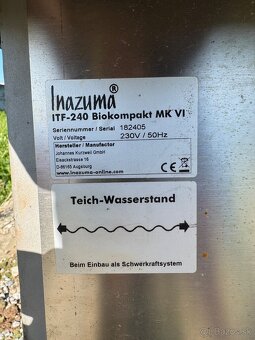 Inazuma®
ITF-240 Biokompakt MK VI
Seriennummer / Serial 182405
Volt / Voltage 230V / 50Hz
Hersteller / Manufactor
Johannes Kurzweil GmbH
Eisackstrasse 16
D-86165 Augsburg
www.inazuma-online.com
CE
Teich-Wasserstand
Beim Einbau als Schwerkraftsystem